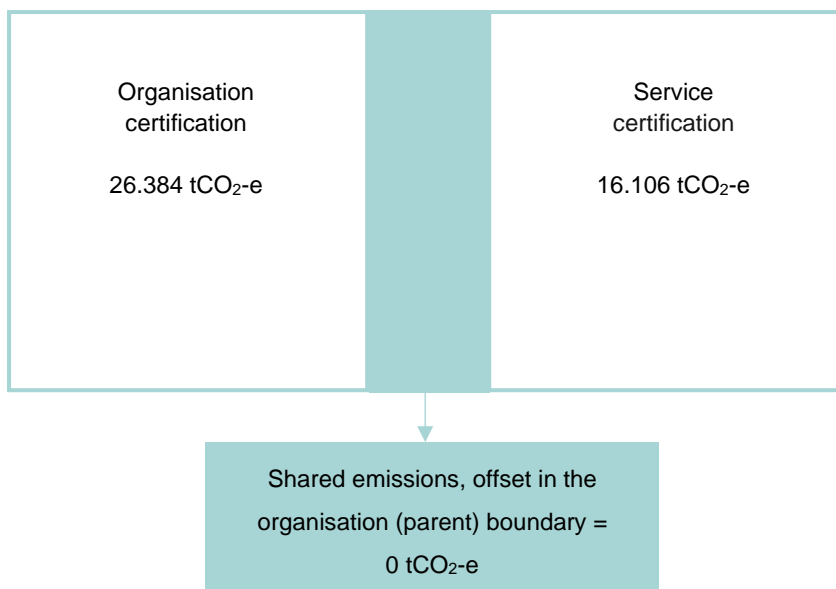 Organisation
certification
26.384 tCO₂-e
Service
certification
16.106 tCO₂-e
Shared emissions, offset in the
organisation (parent) boundary =
0 tCO₂-e